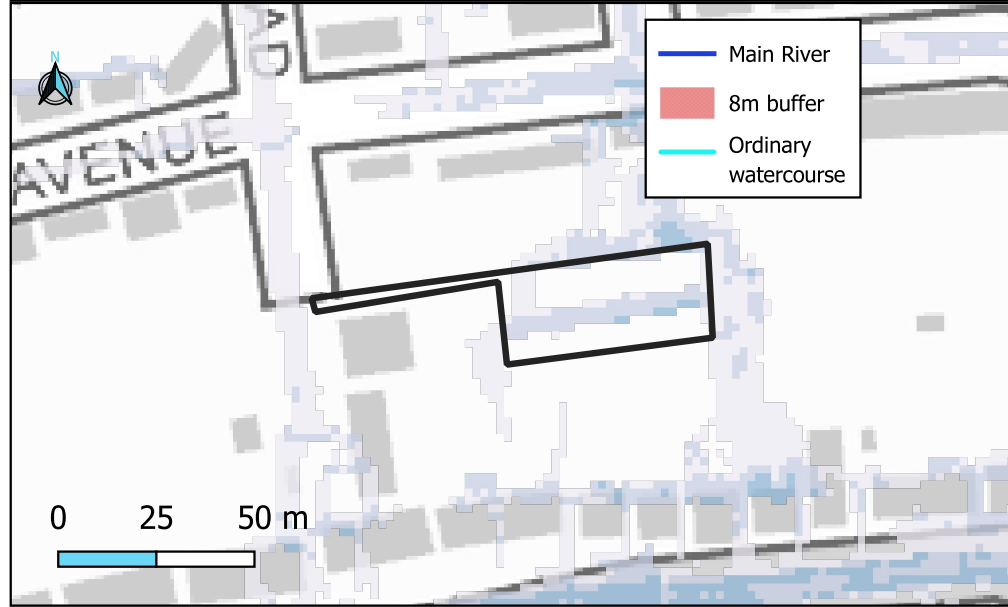 N
AD
AVENUE
Main River
8m buffer
Ordinary
watercourse
0 25 50 m